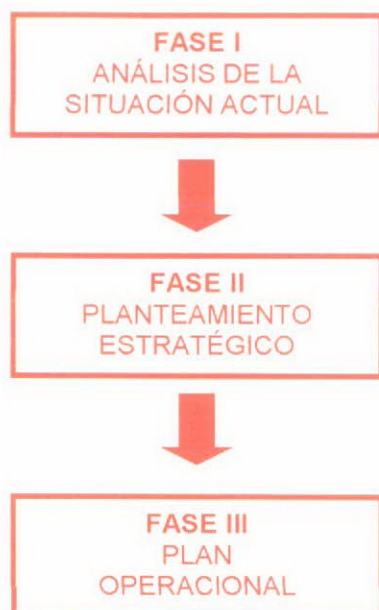 FASE I
ANÁLISIS DE LA
SITUACIÓN ACTUAL
FASE II
PLANTEAMIENTO
ESTRATÉGICO
FASE III
PLAN
OPERACIONAL